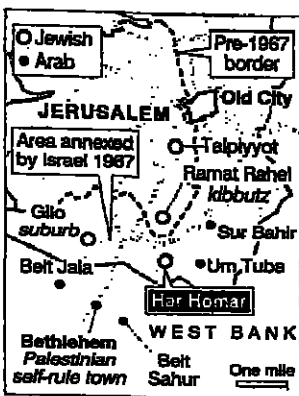 Jewish
Arab
Pre-1967
border
JERUSALEM
Old City
Area annexed
by Israel 1967
Talpiyyot
Ramat Rahel
kibbutz
Gilo
suburb
Sur Bahir
Beit Jala
Um Tuba
Har Homar
WEST BANK
Bethlehem
Palestinian
self-rule town
Beit
Sahur
One mile